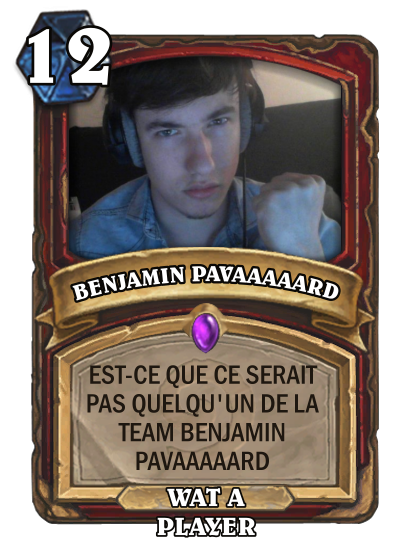 12
BENJAMIN PAVAAAAARD
EST-CE QUE CE SERAIT
PAS QUELQU'UN DE LA
TEAM BENJAMIN
PAVAAAAARD
WAT A
PLAYER